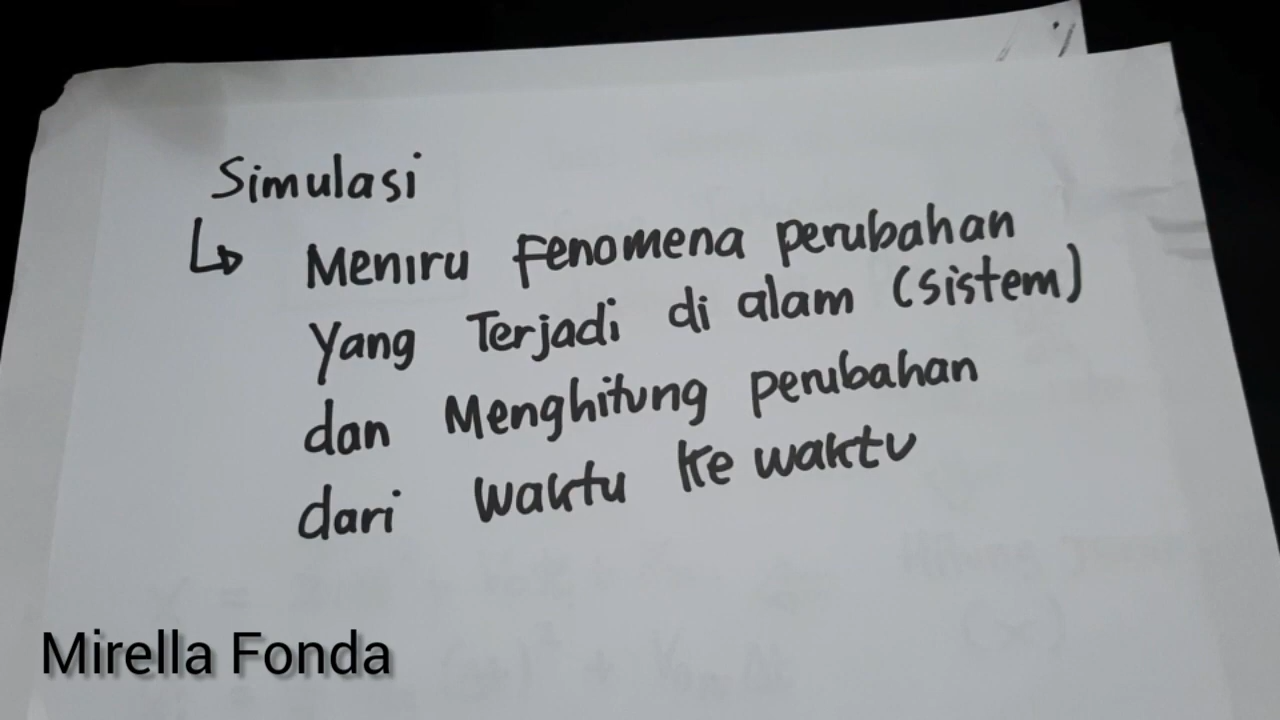 Simulasi
↳ Meniru fenomena perubahan
Yang Terjadi di alam (sistem)
dan Menghitung perubahan
dari waktu ke waktu
Mirella Fonda